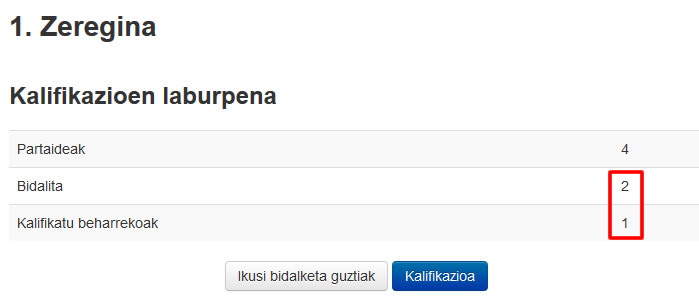 1. Zeregina
Kalifikazioen laburpena
Partaideak 4
Bidalita 2
Kalifikatu beharrekoak 1
Ikusi bidalketa guztiak Kalifikazioa